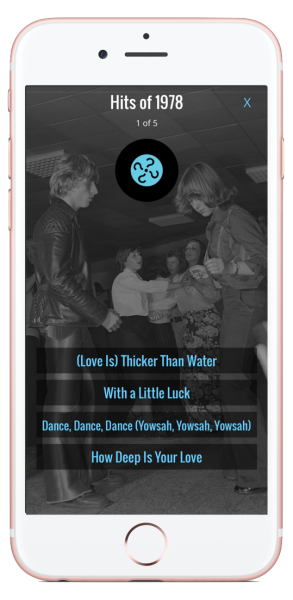 Hits of 1978
X
1 of 5
? ? ? ?
(Love Is) Thicker Than Water
With a Little Luck
Dance, Dance, Dance (Yowsah, Yowsah, Yowsah)
How Deep Is Your Love